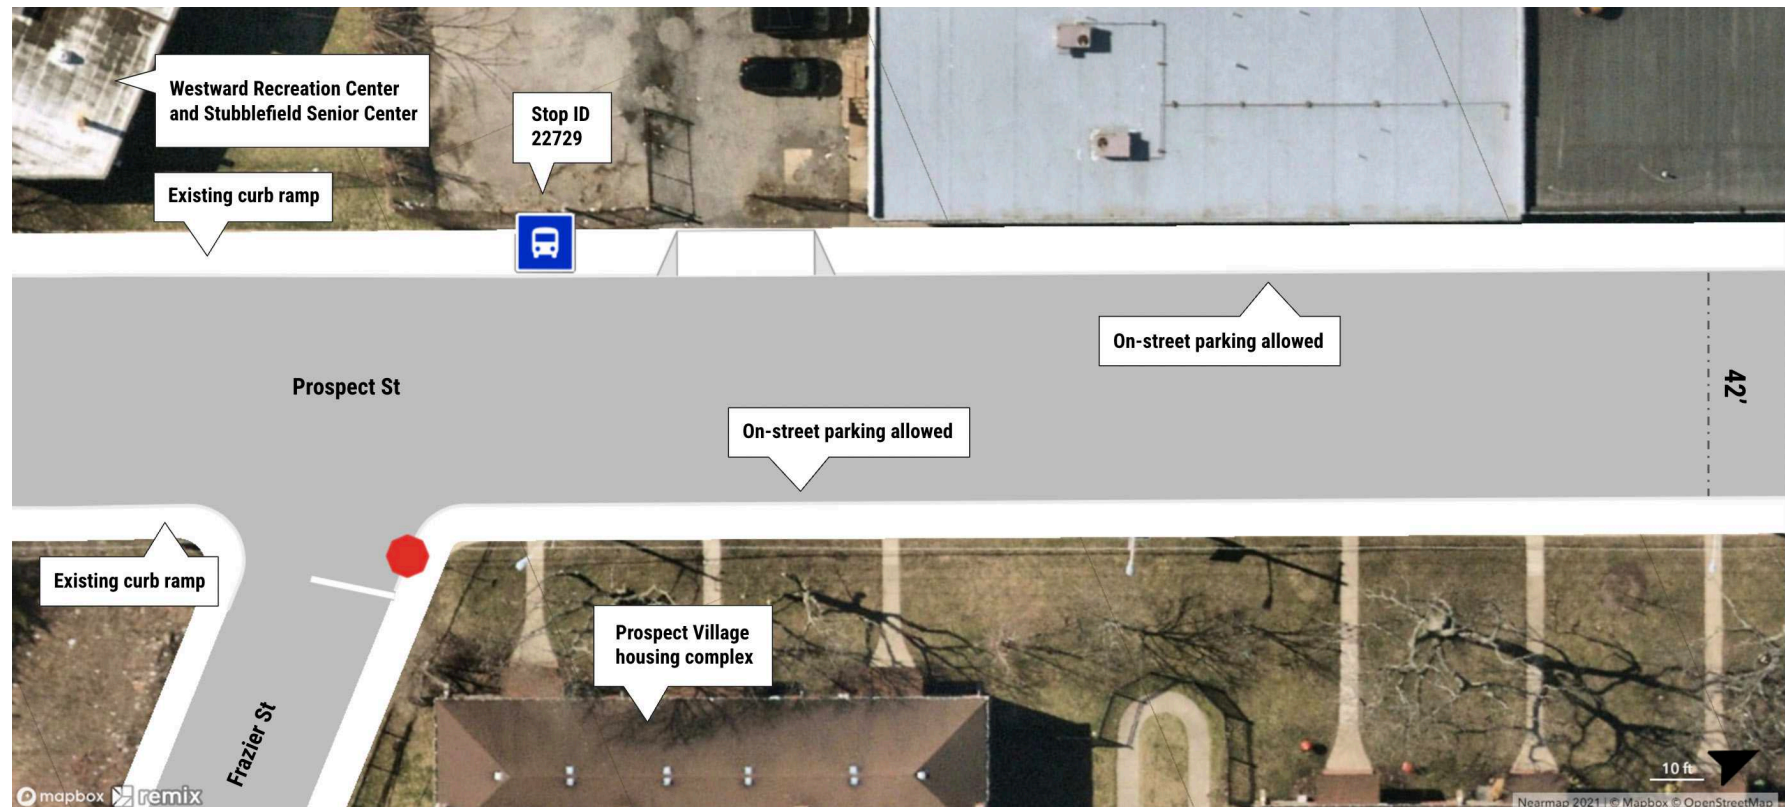 Westward Recreation Center
and Stubblefield Senior Center
Stop ID
22729
Existing curb ramp
On-street parking allowed
Prospect St
42'
On-street parking allowed
Existing curb ramp
Prospect Village
housing complex
Frazier St
10 ft
mapbox remix
Nearmap 2021 | © Mapbox © OpenStreetMap